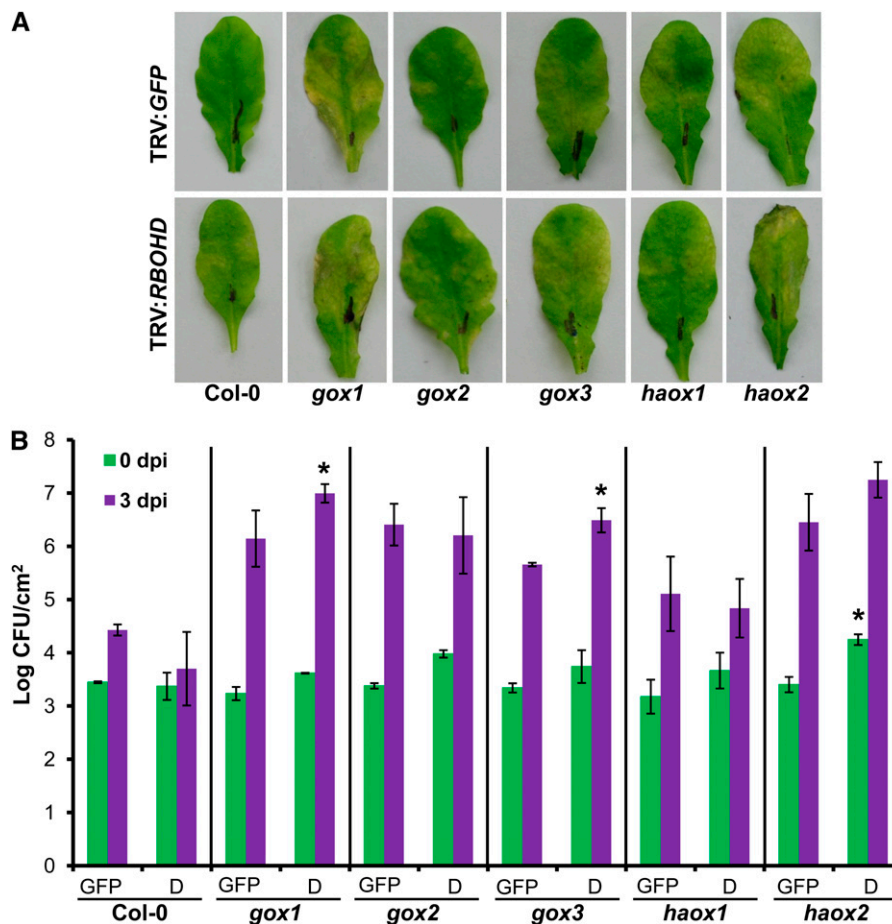 A
TRV:GFP
TRV:RBOHD
Col-0 gox1 gox2 gox3 haox1 haox2
B
Log CFU/cm²
8
7
6
5
4
3
2
1
0
0 dpi
3 dpi
*
*
*
GFP D GFP D GFP D GFP D GFP D GFP D
Col-0 gox1 gox2 gox3 haox1 haox2